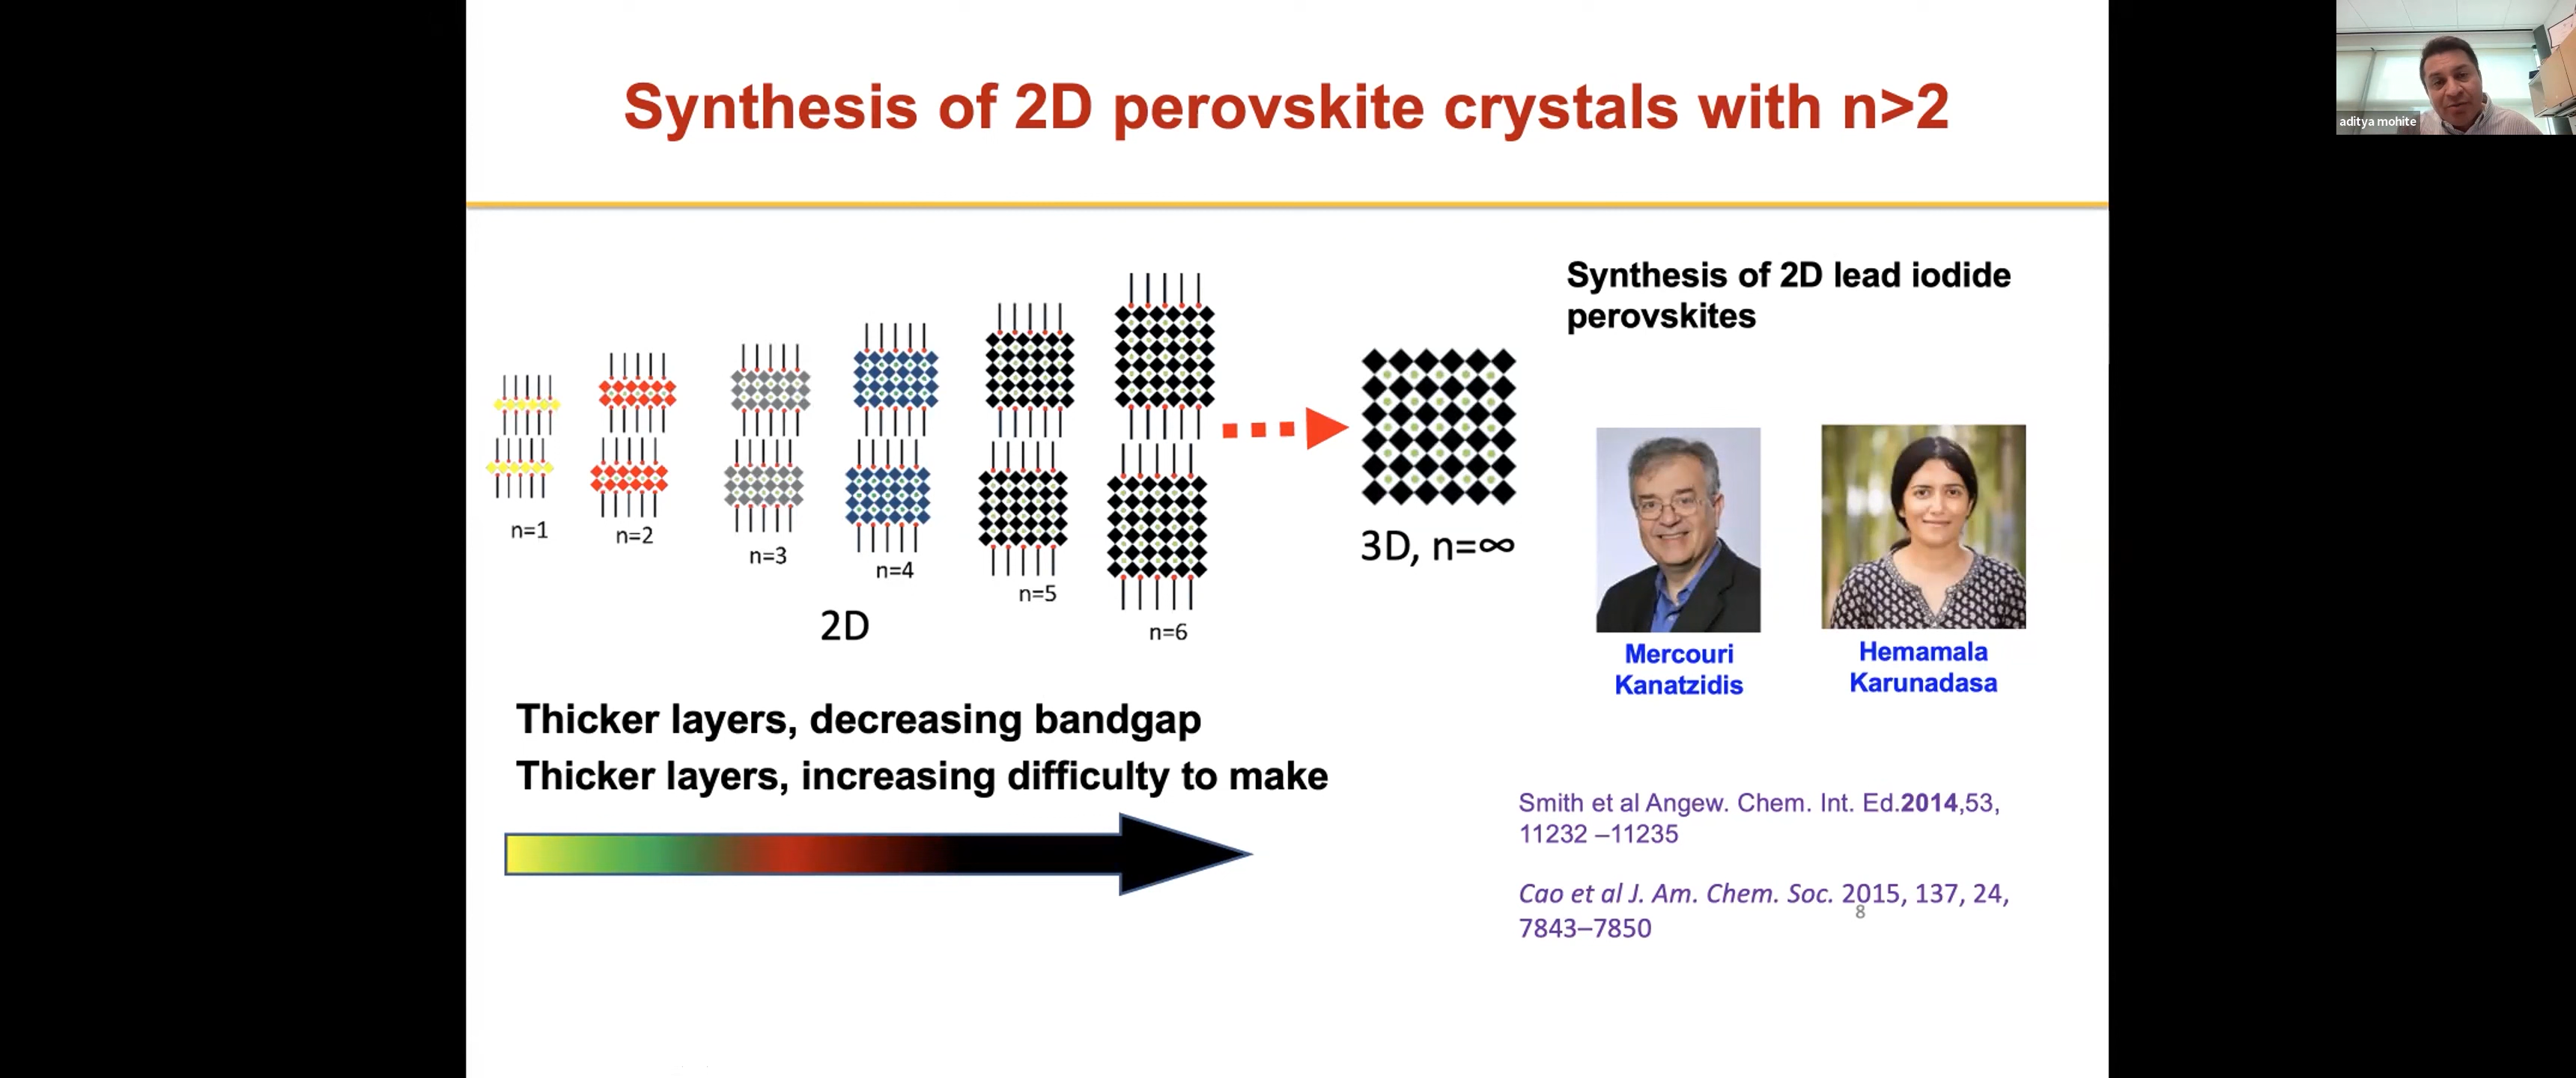 Synthesis of 2D perovskite crystals with n>2
aditya mohite
Synthesis of 2D lead iodide
perovskites
n=1
n=2
n=3
n=4
n=5
n=6
2D
3D, n=∞
Mercouri
Kanatzidis
Hemamala
Karunadasa
Thicker layers, decreasing bandgap
Thicker layers, increasing difficulty to make
Smith et al Angew. Chem. Int. Ed.2014,53,
11232 –11235
Cao et al J. Am. Chem. Soc. 2015, 137, 24,
7843–7850
8